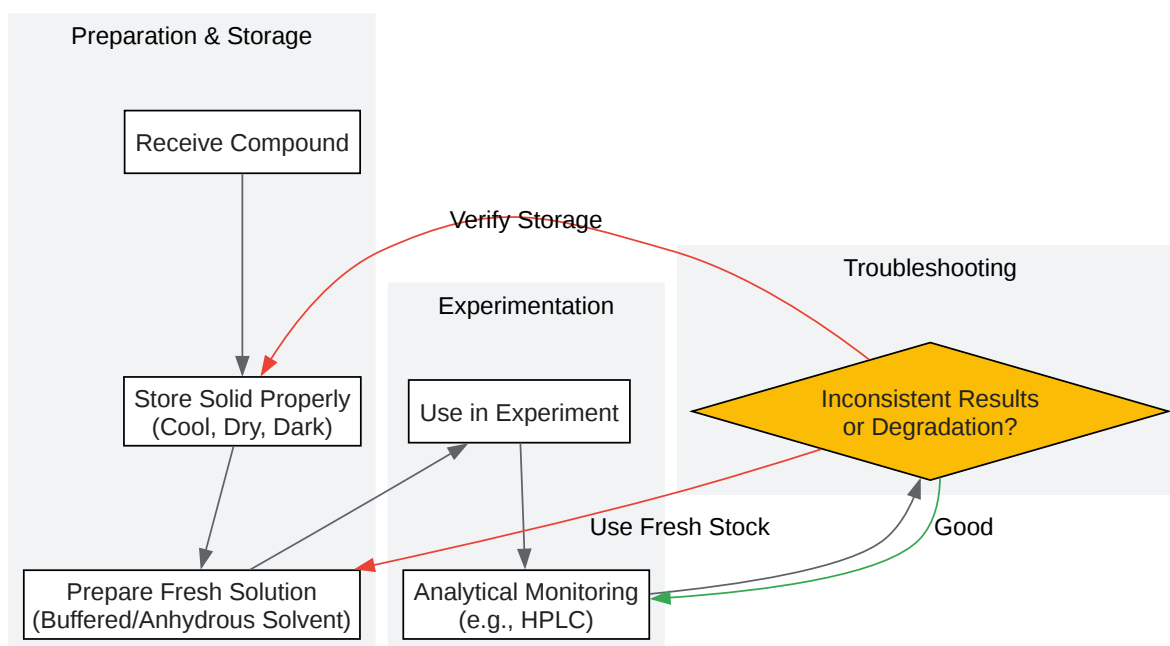 Preparation & Storage
Receive Compound
Verify Storage
Troubleshooting
Experimentation
Store Solid Properly
(Cool, Dry, Dark)
Use in Experiment
Inconsistent Results
or Degradation?
Use Fresh Stock
Good
Prepare Fresh Solution
(Buffered/Anhydrous Solvent)
Analytical Monitoring
(e.g., HPLC)